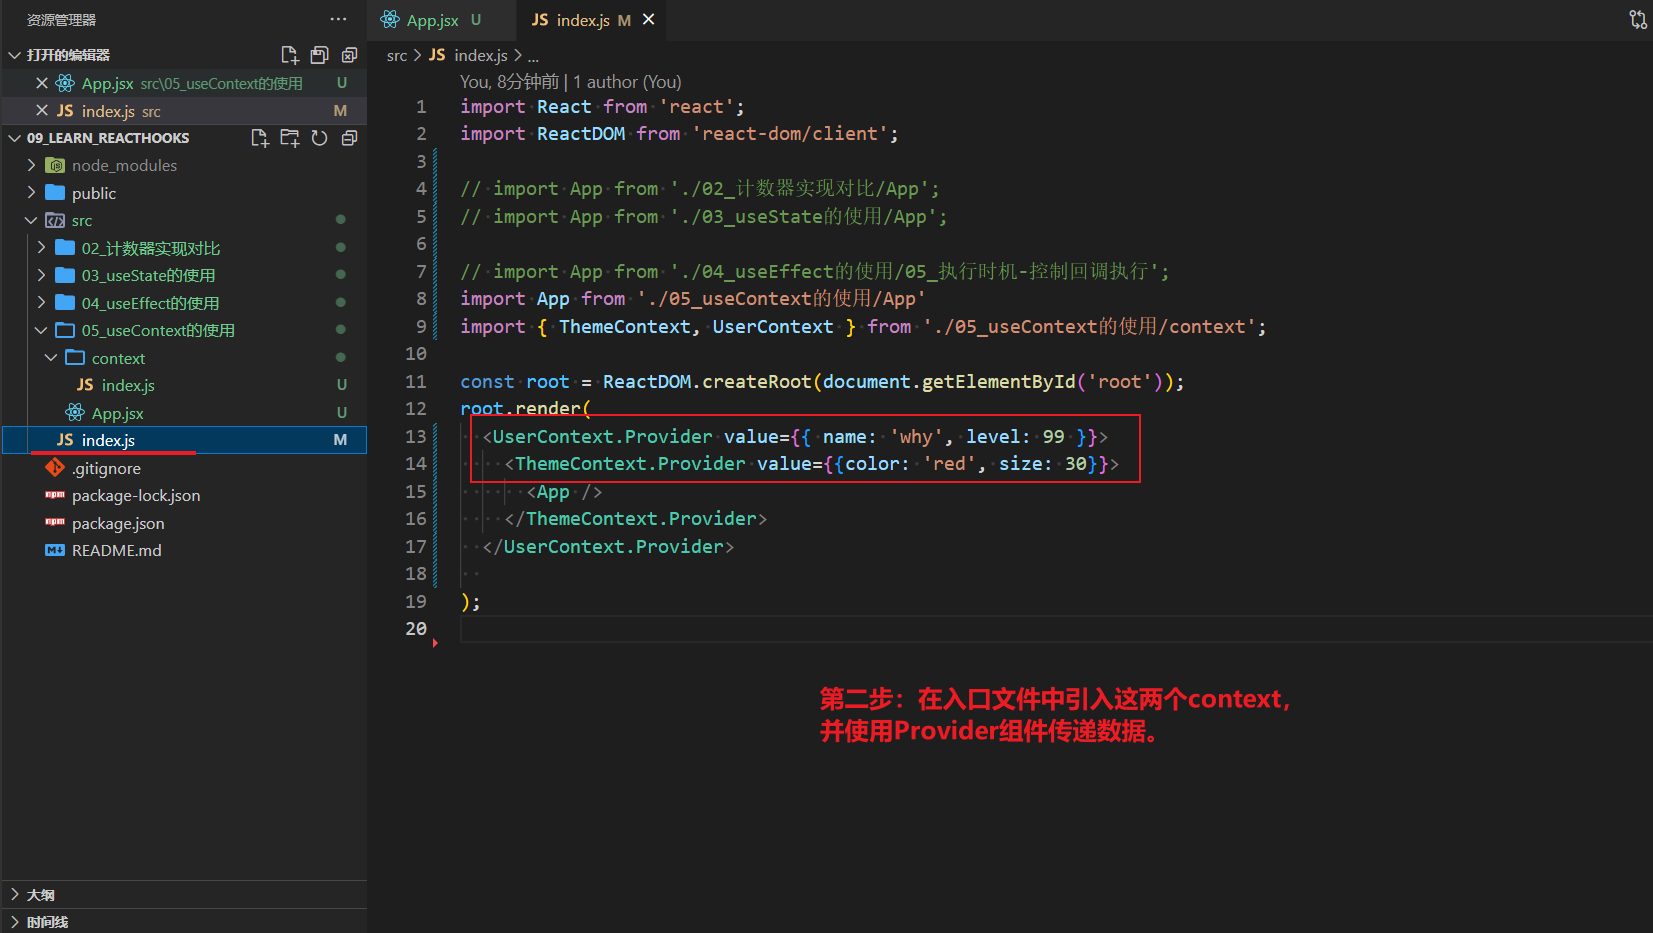 资源管理器
···
打开的编辑器
App.jsx src\05_useContext的使用 U
index.js src M
09_LEARN_REACTHOOKS
node_modules
public
src
02_计数器实现对比
03_useState的使用
04_useEffect的使用
05_useContext的使用
context
JS index.js U
App.jsx U
JS index.js M
.gitignore
package-lock.json
package.json
README.md
大纲
时间线
App.jsx U
JS index.js M
src > JS index.js > ...
You, 8分钟前 | 1 author (You)
1 import React from 'react';
2 import ReactDOM from 'react-dom/client';
3
4 // import App from './02_计数器实现对比/App';
5 // import App from './03_useState的使用/App';
6
7 // import App from './04_useEffect的使用/05_执行时机-控制回调执行';
8 import App from './05_useContext的使用/App'
9 import { ThemeContext, UserContext } from './05_useContext的使用/context';
10
11 const root = ReactDOM.createRoot(document.getElementById('root'));
12 root.render(
13 <UserContext.Provider value={{ name: 'why', level: 99 }}>
14 <ThemeContext.Provider value={{color: 'red', size: 30}}>
15 <App />
16 </ThemeContext.Provider>
17 </UserContext.Provider>
18
19 );
20
第二步：在入口文件中引入这两个context，
并使用Provider组件传递数据。